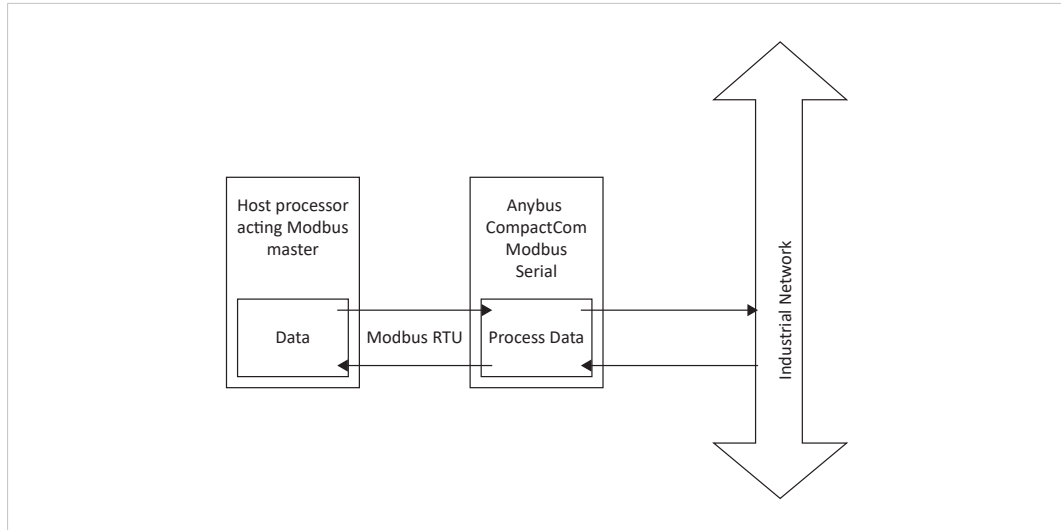 Host processor
acting Modbus
master
Data
Modbus RTU
Anybus
CompactCom
Modbus
Serial
Process Data
Industrial Network